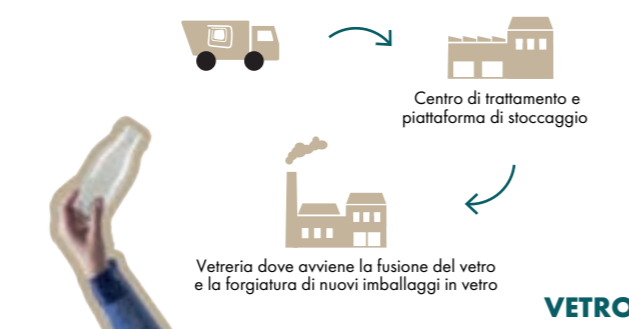 Centro di trattamento e
piattaforma di stoccaggio
Vetreria dove avviene la fusione del vetro
e la forgiatura di nuovi imballaggi in vetro
VETRO